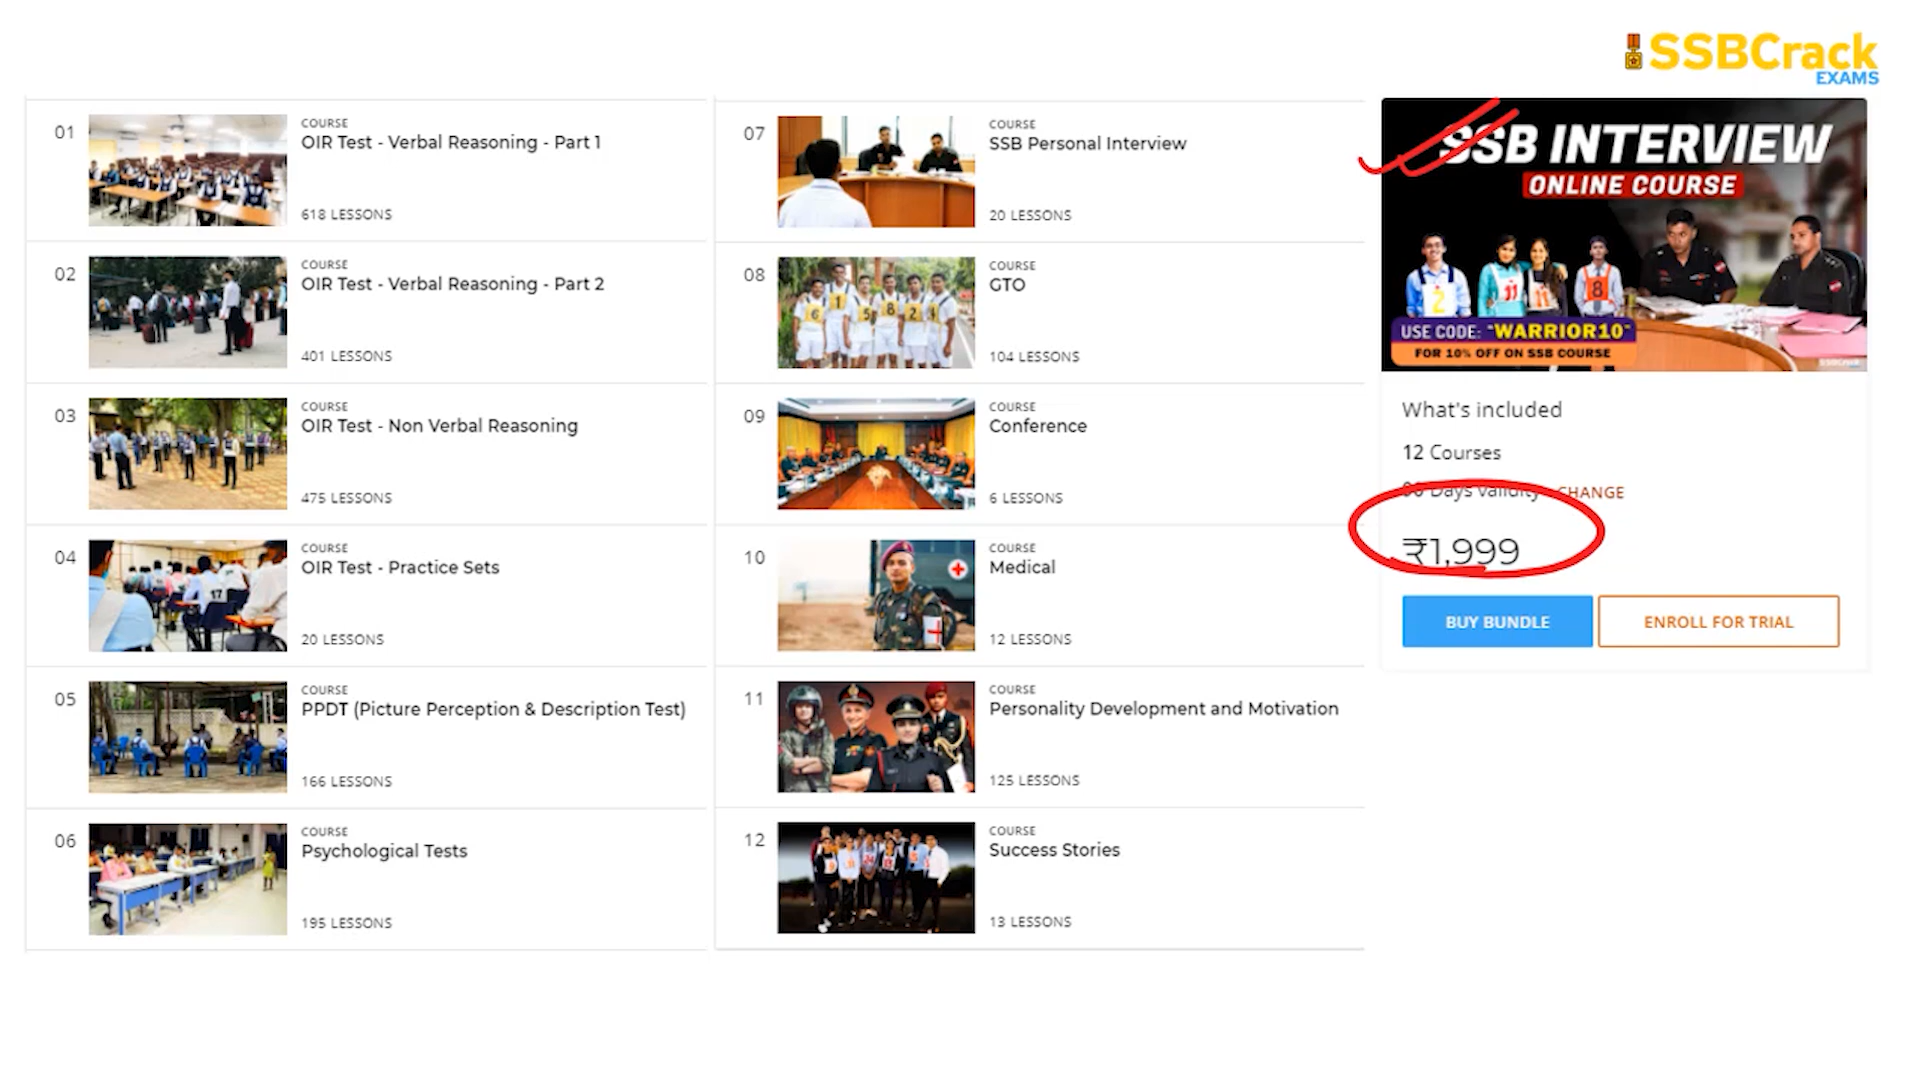 SSBCrack
EXAMS
01
COURSE
OIR Test - Verbal Reasoning - Part 1
618 LESSONS
02
COURSE
OIR Test - Verbal Reasoning - Part 2
401 LESSONS
03
COURSE
OIR Test - Non Verbal Reasoning
475 LESSONS
04
COURSE
OIR Test - Practice Sets
20 LESSONS
05
COURSE
PPDT (Picture Perception & Description Test)
166 LESSONS
06
COURSE
Psychological Tests
195 LESSONS
07
COURSE
SSB Personal Interview
20 LESSONS
08
COURSE
GTO
104 LESSONS
09
COURSE
Conference
6 LESSONS
10
COURSE
Medical
12 LESSONS
11
COURSE
Personality Development and Motivation
125 LESSONS
12
COURSE
Success Stories
13 LESSONS
SSB INTERVIEW
ONLINE COURSE
USE CODE: "WARRIOR10"
FOR 10% OFF ON SSB COURSE
What's included
12 Courses
Days validity CHANGE
₹1,999
BUY BUNDLE
ENROLL FOR TRIAL